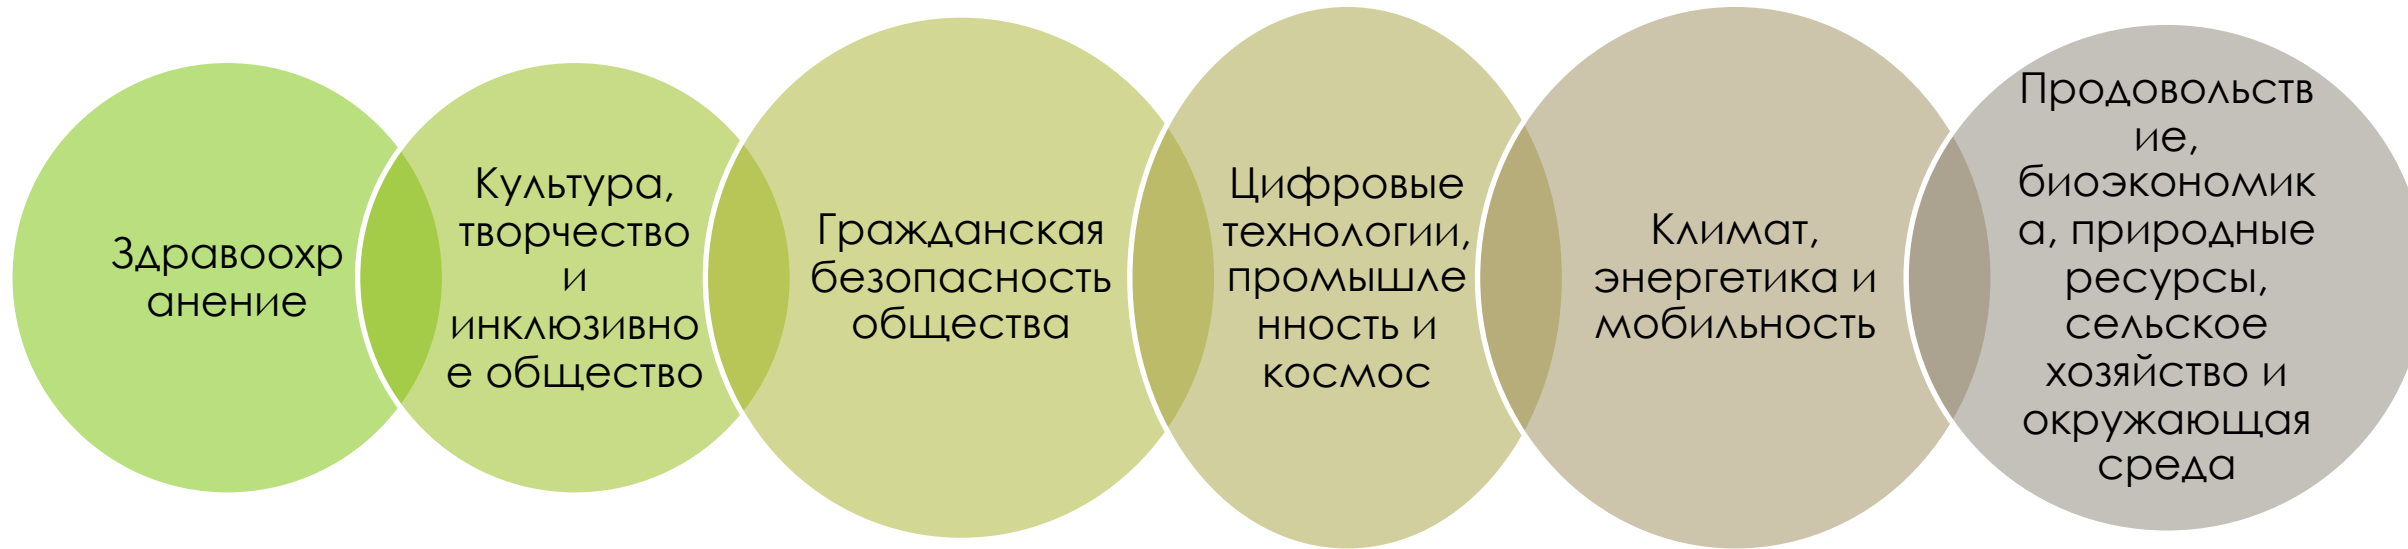 Здравоохр
анение
Культура,
творчество
и
инклюзивно
е общество
Гражданская
безопасность
общества
Цифровые
технологии,
промышле
нность и
космос
Климат,
энергетика и
мобильность
Продовольств
ие,
биоэкономик
а, природные
ресурсы,
сельское
хозяйство и
окружающая
среда